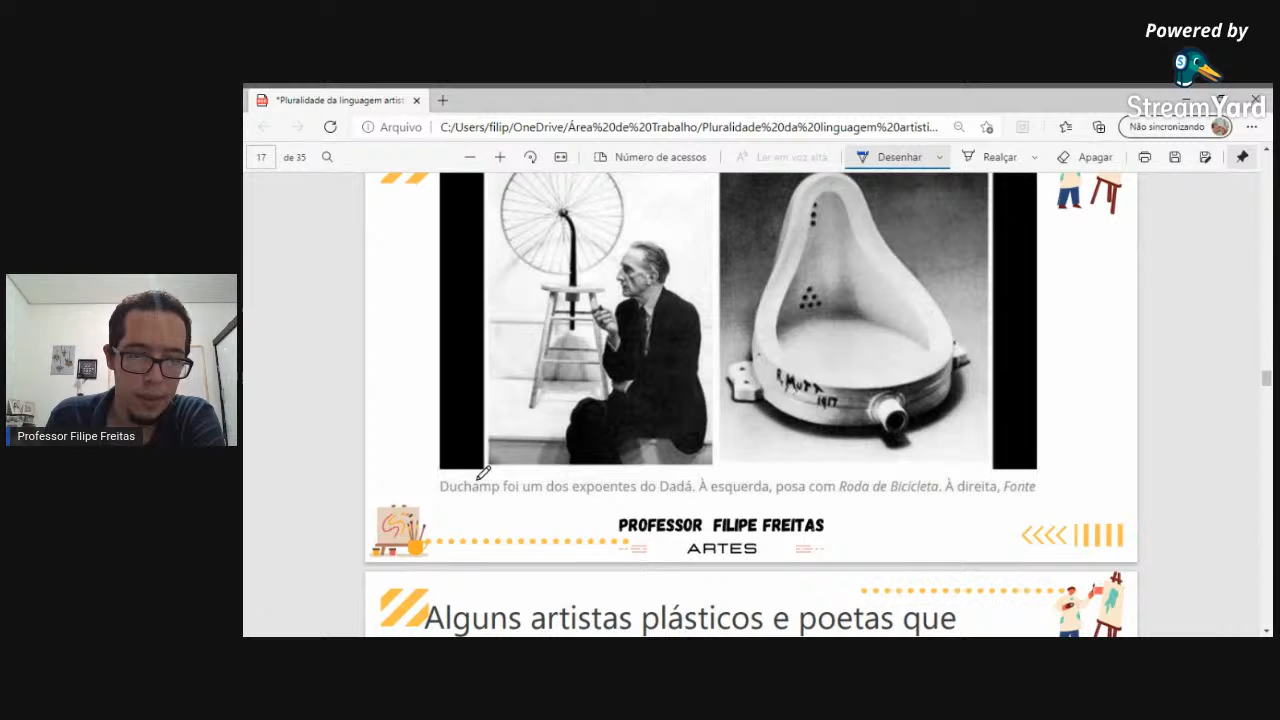 Powered by
StreamYard
*Pluralidade da linguagem artist
Arquivo C:/Users/filip/OneDrive/Área%20de%20Trabalho/Pluralidade%20da%20linguagem%20artisti... Não sincronizando
17 de 35 Número de acessos Ler em voz alta Desenhar Realçar Apagar
R. MUTT
1917
Duchamp foi um dos expoentes do Dadá. À esquerda, posa com Roda de Bicicleta. À direita, Fonte
PROFESSOR FILIPE FREITAS
ARTES
Alguns artistas plásticos e poetas que
Professor Filipe Freitas